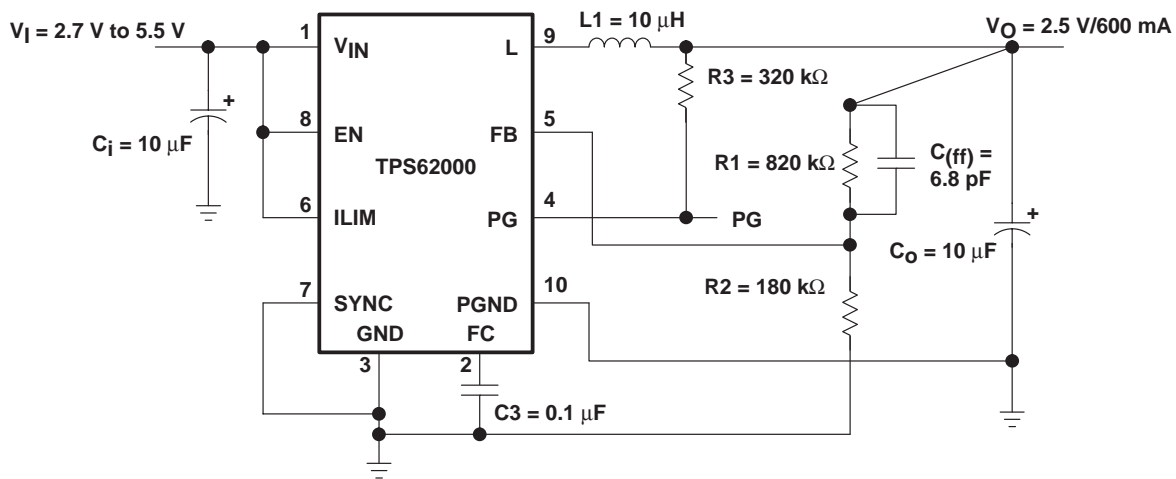 V_I = 2.7 V to 5.5 V
1
V_IN
L
9
L1 = 10 μH
V_O = 2.5 V/600 mA
R3 = 320 kΩ
+
C_i = 10 μF
8
EN
FB
5
TPS62000
R1 = 820 kΩ
C_(ff) =
6.8 pF
6
ILIM
PG
4
PG
+
C_o = 10 μF
7
SYNC
PGND
10
R2 = 180 kΩ
GND
FC
3
2
C3 = 0.1 μF